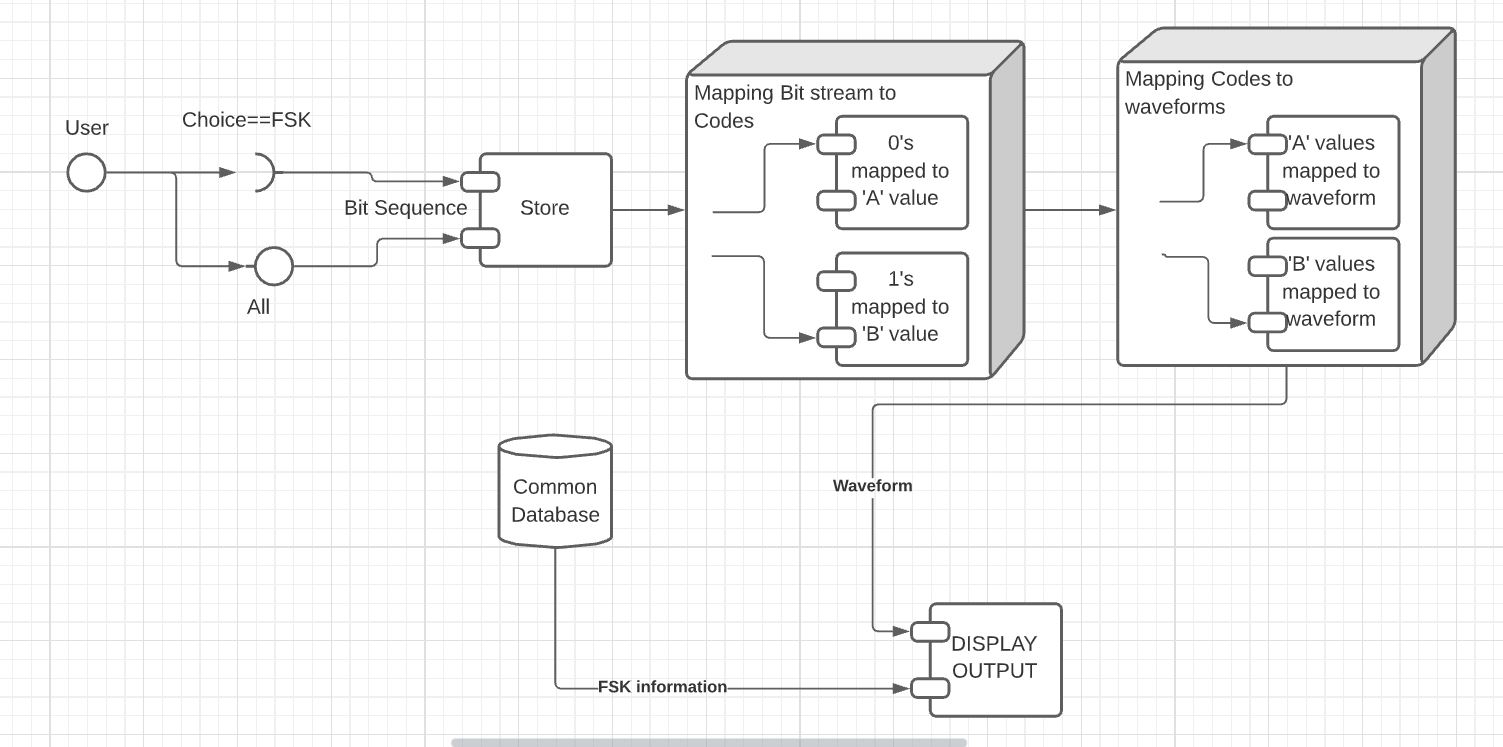 User
Choice==FSK
Bit Sequence
All
Store
Mapping Bit stream to
Codes
0's
mapped to
'A' value
1's
mapped to
'B' value
Mapping Codes to
waveforms
'A' values
mapped to
waveform
'B' values
mapped to
waveform
Common
Database
Waveform
FSK information
DISPLAY
OUTPUT